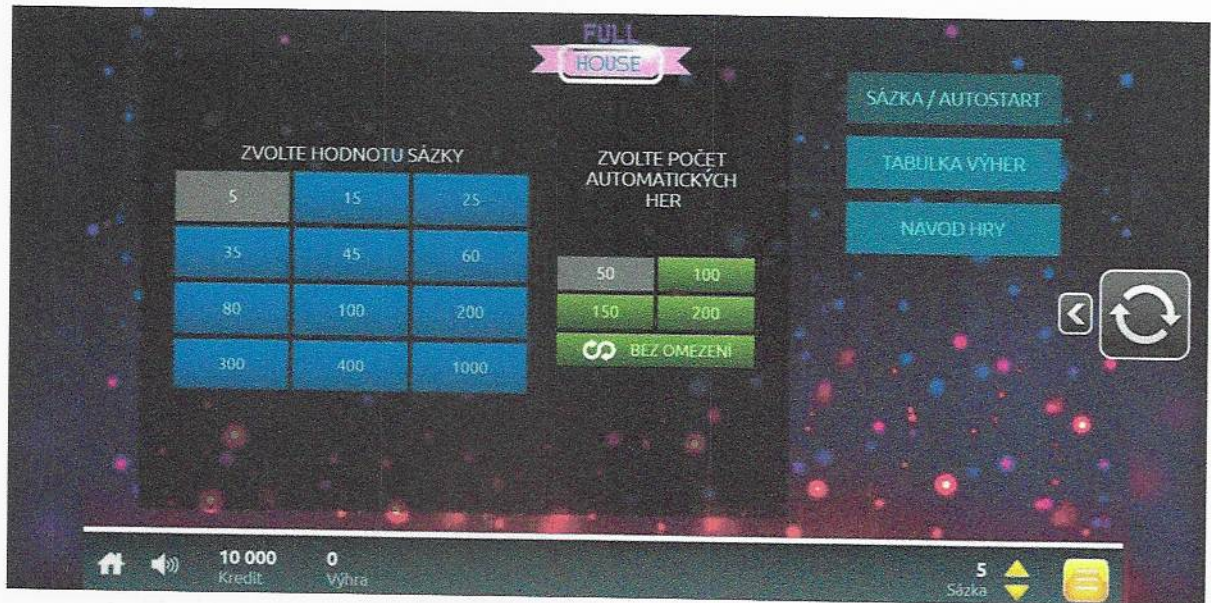 FULL
HOUSE
SÁZKA / AUTOSTART
TABULKA VÝHER
NÁVOD HRY
ZVOLTE HODNOTU SÁZKY
5 15 25
35 45 60
80 100 200
300 400 1000
ZVOLTE POČET
AUTOMATICKÝCH
HER
50 100
150 200
BEZ OMEZENÍ
10 000
Kredit
0
Výhra
5
Sázka